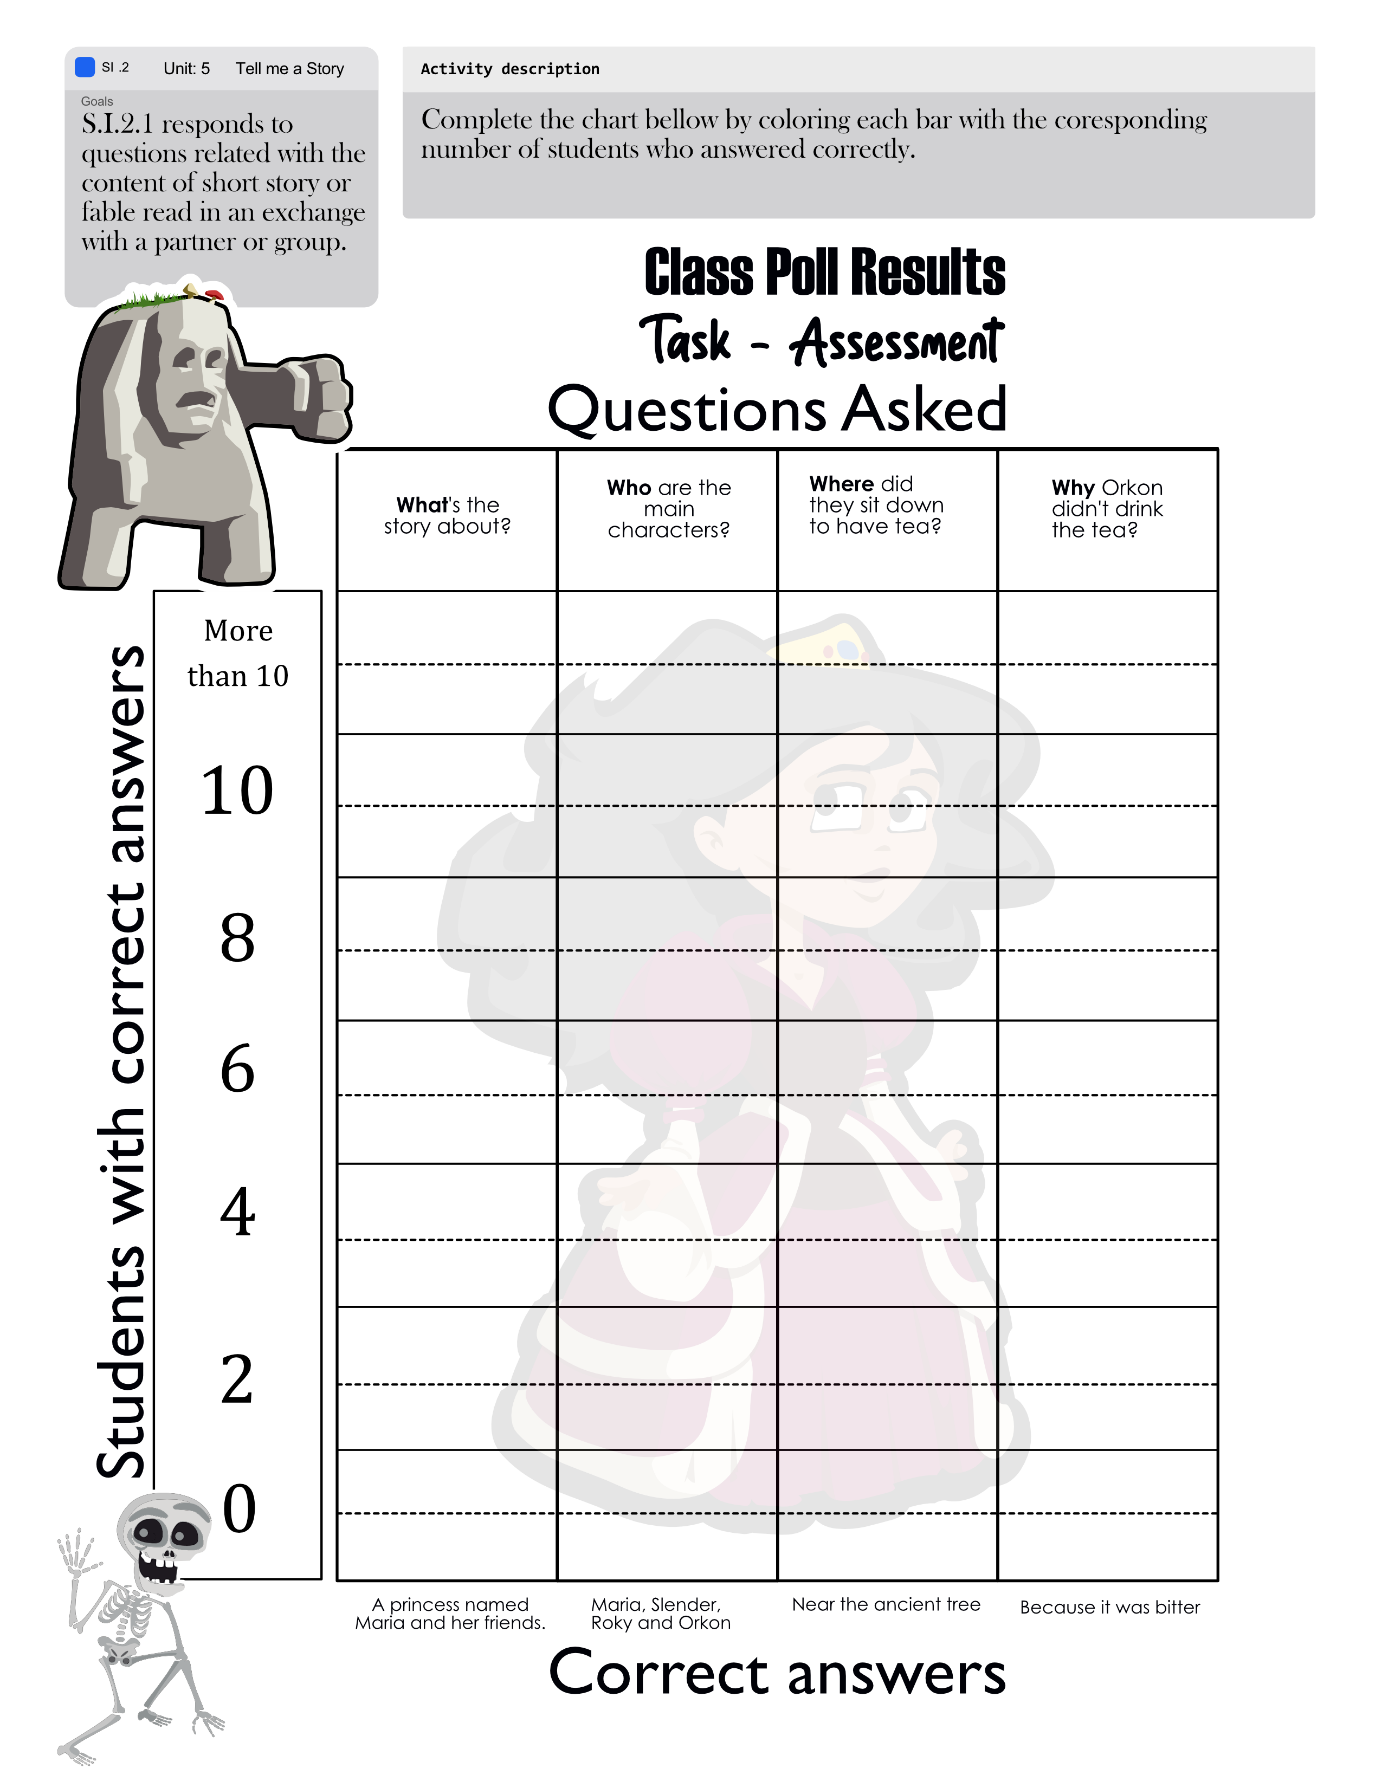 SI .2 Unit: 5 Tell me a Story
Goals
S.I.2.1 responds to
questions related with the
content of short story or
fable read in an exchange
with a partner or group.
Activity description
Complete the chart bellow by coloring each bar with the coresponding
number of students who answered correctly.
Class Poll Results
Task - Assessment
Questions Asked
What's the
story about?
Who are the
main
characters?
Where did
they sit down
to have tea?
Why Orkon
didn't drink
the tea?
Students with correct answers
More
than 10
10
8
6
4
2
0
A princess named
Maria and her friends.
Maria, Slender,
Roky and Orkon
Near the ancient tree
Because it was bitter
Correct answers